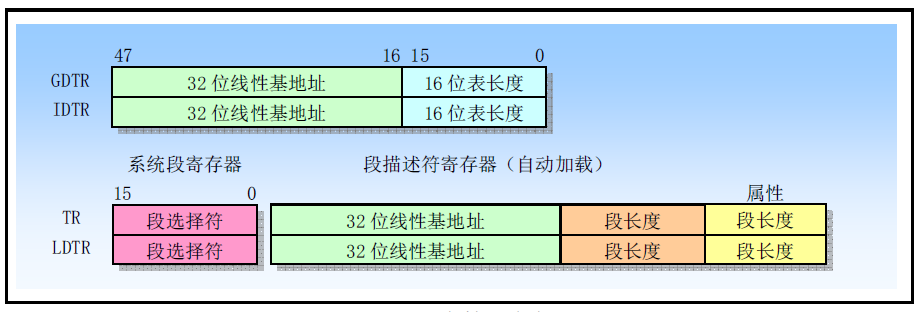 47 16 15 0
GDTR 32 位线性基地址 16 位表长度
IDTR 32 位线性基地址 16 位表长度
系统段寄存器 段描述符寄存器（自动加载）
15 0 属性
TR 段选择符 32 位线性基地址 段长度 段长度
LDTR 段选择符 32 位线性基地址 段长度 段长度